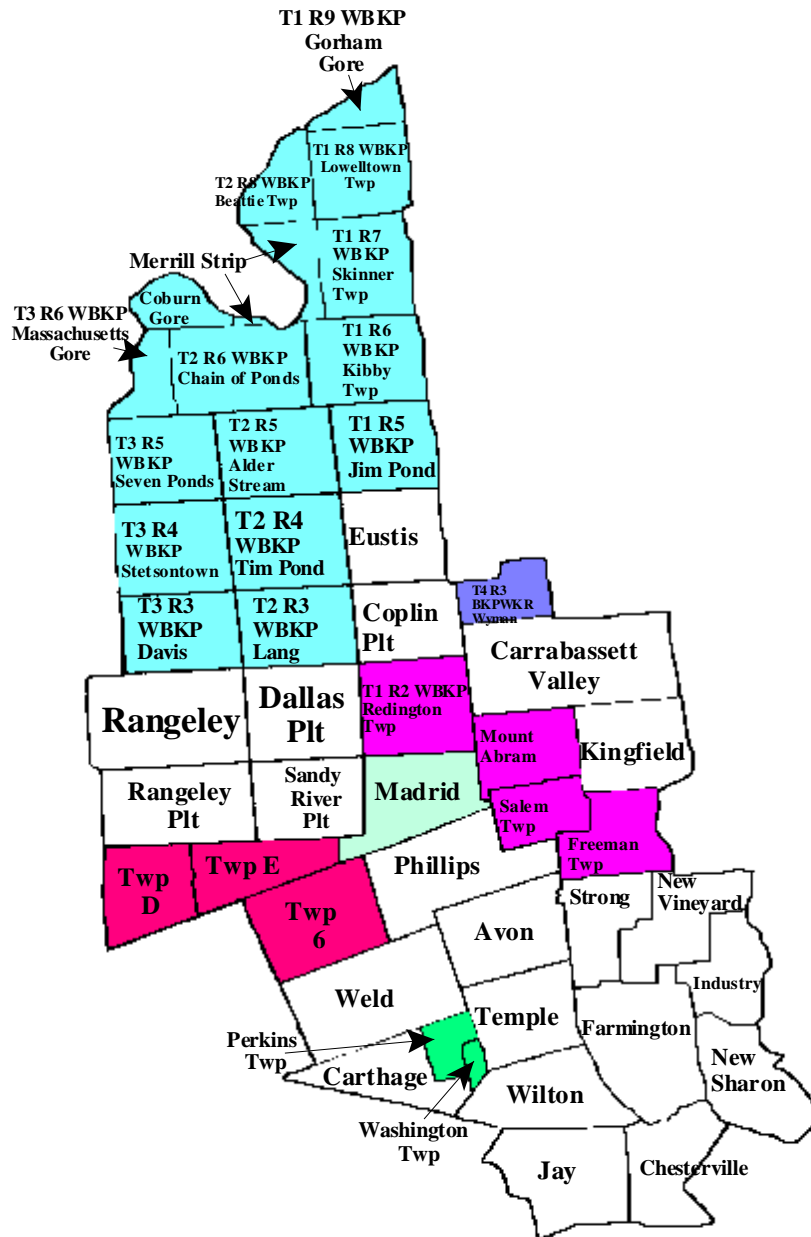 T1 R9 WBKP
Gorham
Gore
T1 R8 WBKP
Lowelltown
Twp
T2 R8 WBKP
Beattie Twp
T1 R7
WBKP
Skinner
Twp
Merrill Strip
Coburn
Gore
T3 R6 WBKP
Massachusetts
Gore
T2 R6 WBKP
Chain of Ponds
T1 R6
WBKP
Kibby
Twp
T3 R5
WBKP
Seven Ponds
T2 R5
WBKP
Alder
Stream
T1 R5
WBKP
Jim Pond
T3 R4
WBKP
Stetsontown
T2 R4
WBKP
Tim Pond
Eustis
T3 R3
WBKP
Davis
T2 R3
WBKP
Lang
Coplin
Plt
T4 R3
BKPWKR
Wyman
Carrabassett
Valley
Rangeley
Dallas
Plt
T1 R2 WBKP
Redington
Twp
Mount
Abram
Kingfield
Rangeley
Plt
Sandy
River
Plt
Madrid
Salem
Twp
Freeman
Twp
Twp
D
Twp E
Phillips
Twp
6
Strong
New
Vineyard
Avon
Industry
Weld
Temple
Farmington
Perkins
Twp
Carthage
New
Sharon
Wilton
Washington
Twp
Jay
Chesterville